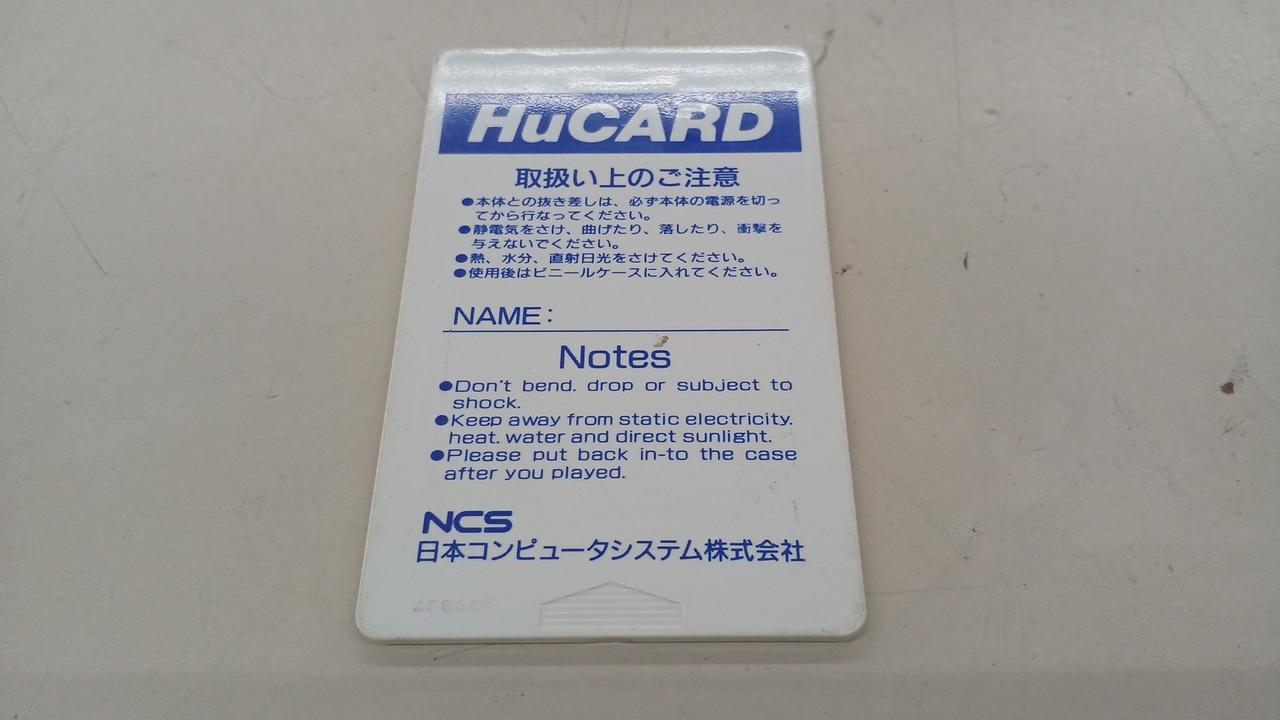 HuCARD
取扱い上のご注意
●本体との抜き差しは、必ず本体の電源を切っ
てから行なってください。
●静電気をさけ、曲げたり、落したり、衝撃を
与えないでください。
●熱、水分、直射日光をさけてください。
●使用後はビニールケースに入れてください。
NAME:
Notes
●Don't bend. drop or subject to
shock.
●Keep away from static electricity.
heat. water and direct sunlight.
●Please put back in-to the case
after you played.
NCS
日本コンピュータシステム株式会社